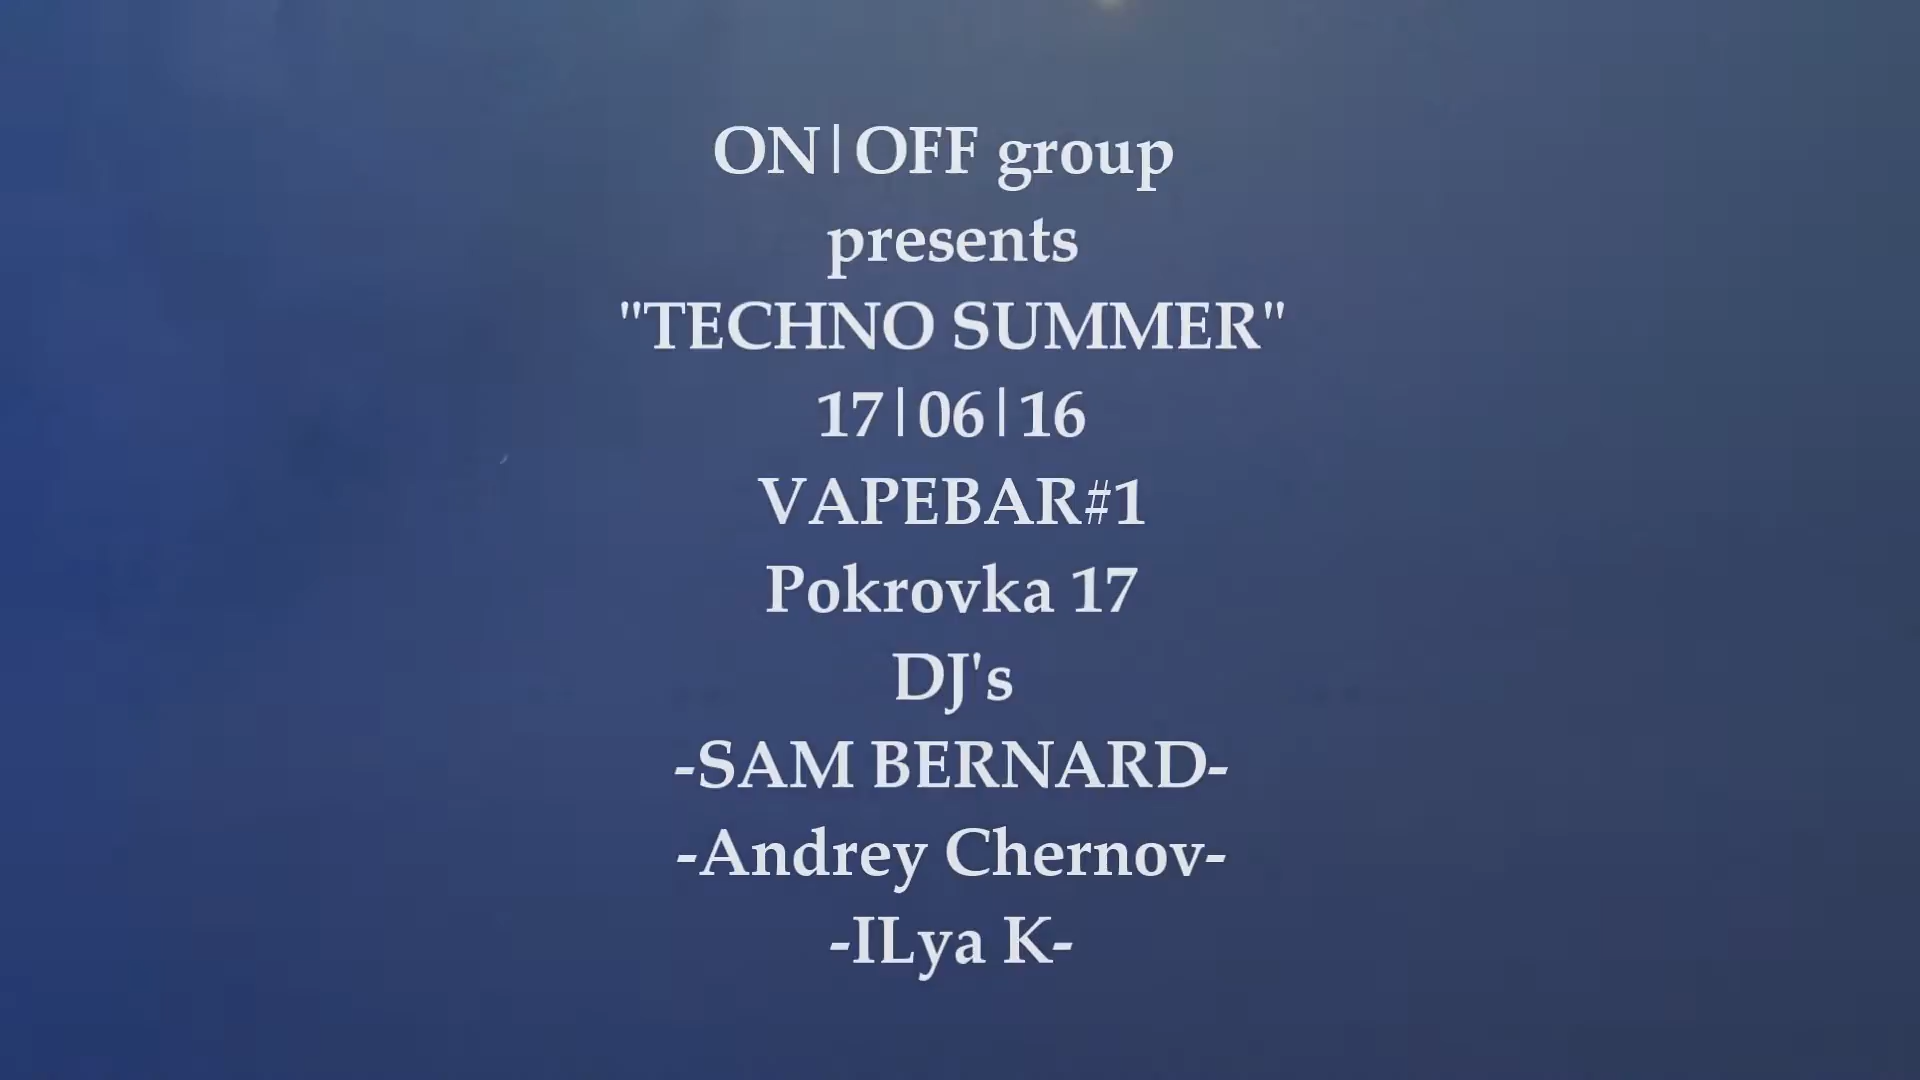 ON|OFF group
presents
"TECHNO SUMMER"
17|06|16
VAPEBAR#1
Pokrovka 17
DJ's
-SAM BERNARD-
-Andrey Chernov-
-ILya K-